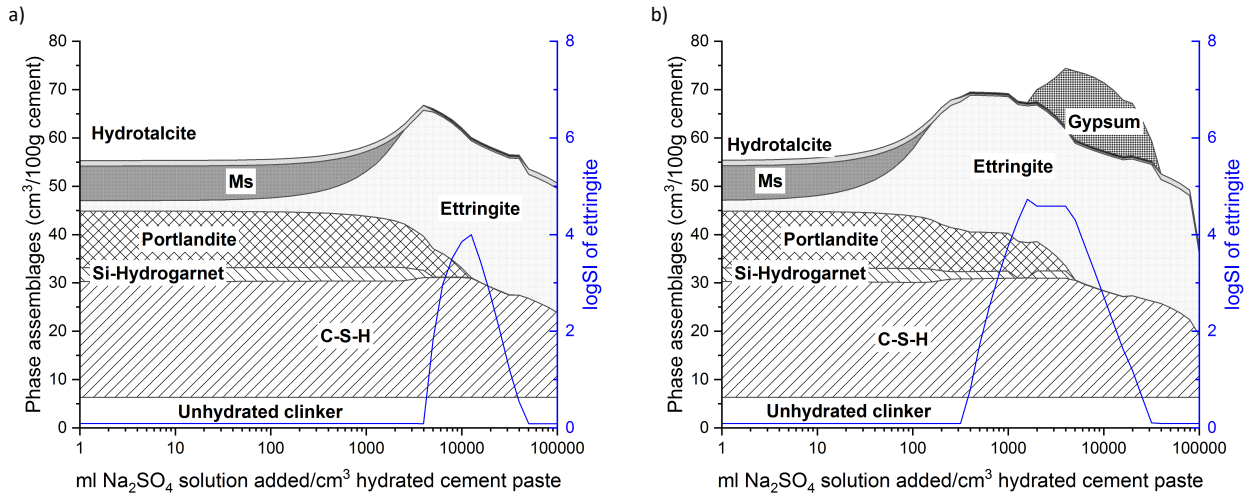 a)
80
70
60
50
40
30
20
10
0
Phase assemblages (cm³/100g cement)
Hydrotalcite
Ms
Ettringite
Portlandite
Si-Hydrogarnet
C-S-H
Unhydrated clinker
8
6
4
2
0
logSI of ettringite
1 10 100 1000 10000 100000
ml Na₂SO₄ solution added/cm³ hydrated cement paste
b)
80
70
60
50
40
30
20
10
0
Phase assemblages (cm³/100g cement)
Gypsum
Hydrotalcite
Ms
Ettringite
Portlandite
Si-Hydrogarnet
C-S-H
Unhydrated clinker
8
6
4
2
0
logSI of ettringite
1 10 100 1000 10000 100000
ml Na₂SO₄ solution added/cm³ hydrated cement paste